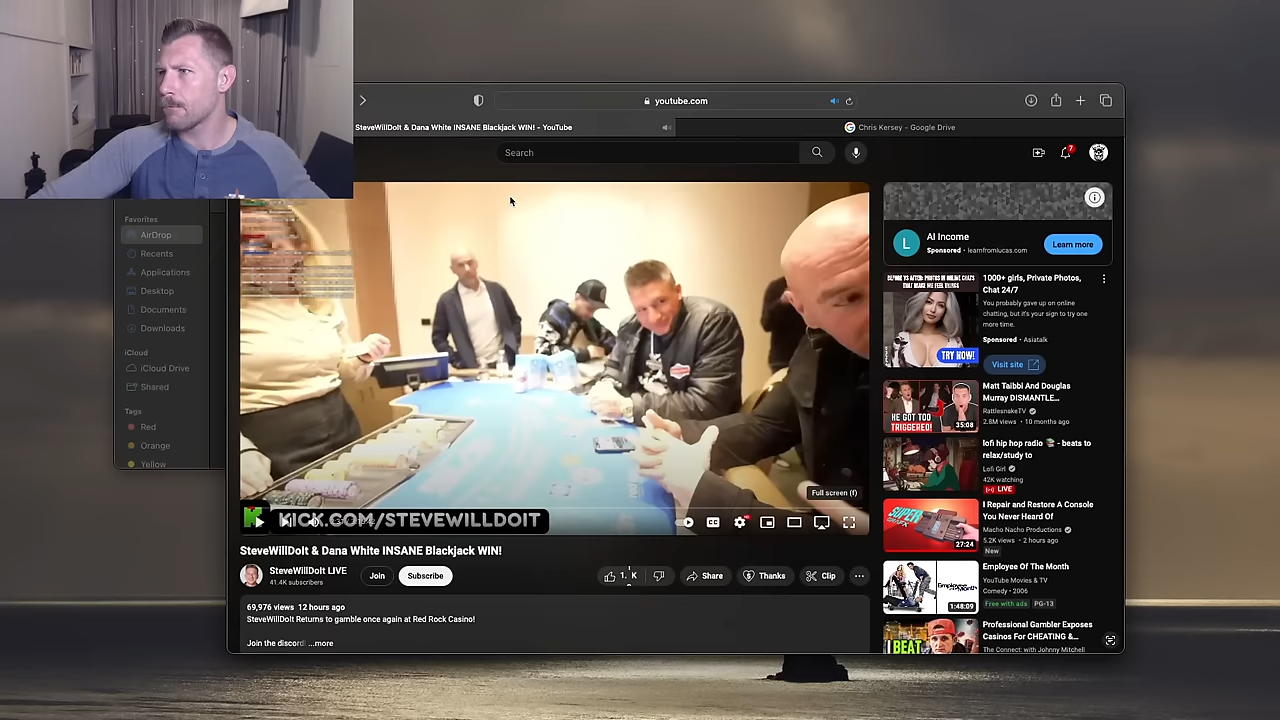 youtube.com
SteveWillDoIt & Dana White INSANE Blackjack WIN! - YouTube
Chris Kersey - Google Drive
Search
7
Favorites
AirDrop
Recents
Applications
Desktop
Documents
Downloads
iCloud
iCloud Drive
Shared
Tags
Red
Orange
Yellow
Full screen (f)
KICK.COM/STEVEWILLDOIT
SteveWillDoIt & Dana White INSANE Blackjack WIN!
SteveWillDoIt LIVE
41.4K subscribers
Join
Subscribe
Share
Thanks
Clip
69,976 views 12 hours ago
SteveWillDoIt Returns to gamble once again at Red Rock Casino!
Join the discord
...more
L
AI Income
Sponsored · learnfromlucas.com
Learn more
TRY NOW!
1000+ girls, Private Photos,
Chat 24/7
You probably gave up on online
chatting, but it's your sign to try one
more time.
Sponsored · Asiatalk
Visit site
HE GOT TOO
TRIGGERED!
35:08
Matt Taibbi And Douglas
Murray DISMANTLE...
RattlesnakeTV
2.8M views · 10 months ago
lofi hip hop radio 📚 - beats to
relax/study to
Lofi Girl
42K watching
LIVE
SUPER
27:24
I Repair and Restore A Console
You Never Heard Of
Macho Nacho Productions
5.2K views · 2 hours ago
New
Employee
Month
1:48:09
Employee Of The Month
YouTube Movies & TV
Comedy · 2006
Free with ads
PG-13
I BEAT
Professional Gambler Exposes
Casinos For CHEATING &...
The Connect: with Johnny Mitchell